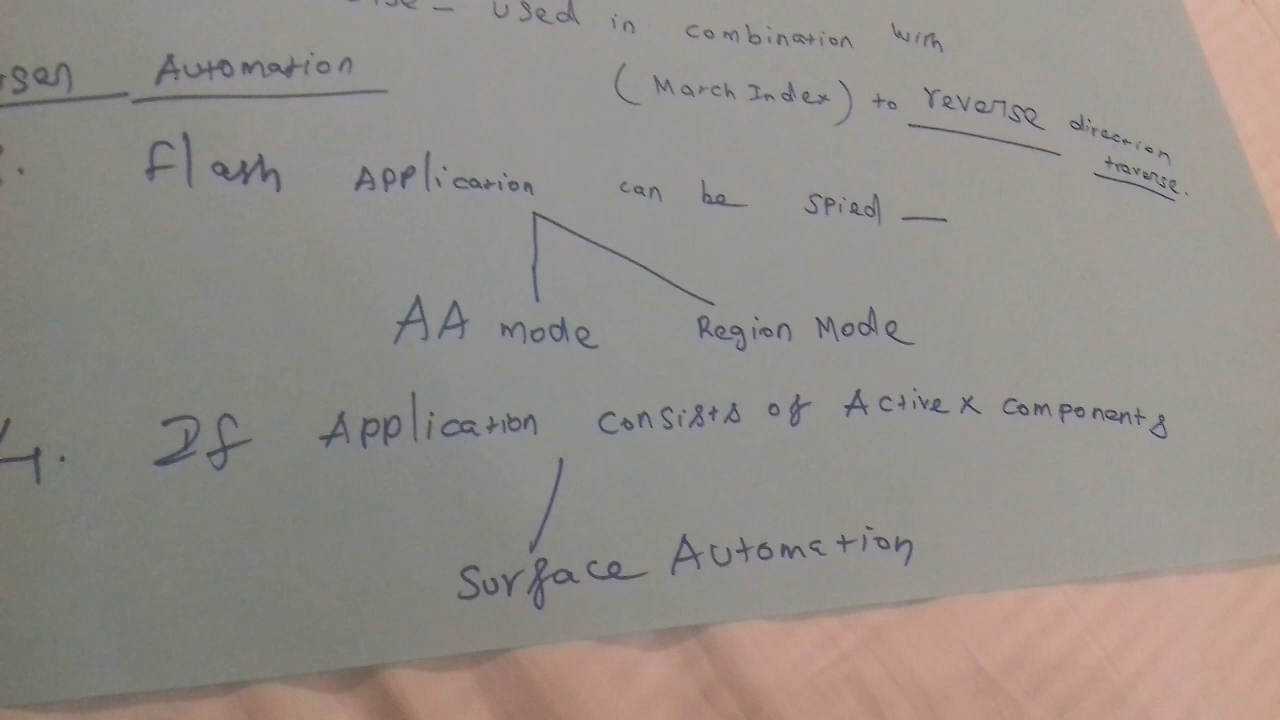 used in combination with
Automation
(March Index) to reverse direction
traverse.
Flash Application can be spied —
AA mode Region Mode
4. If Application consists of Active X components
Surface Automation